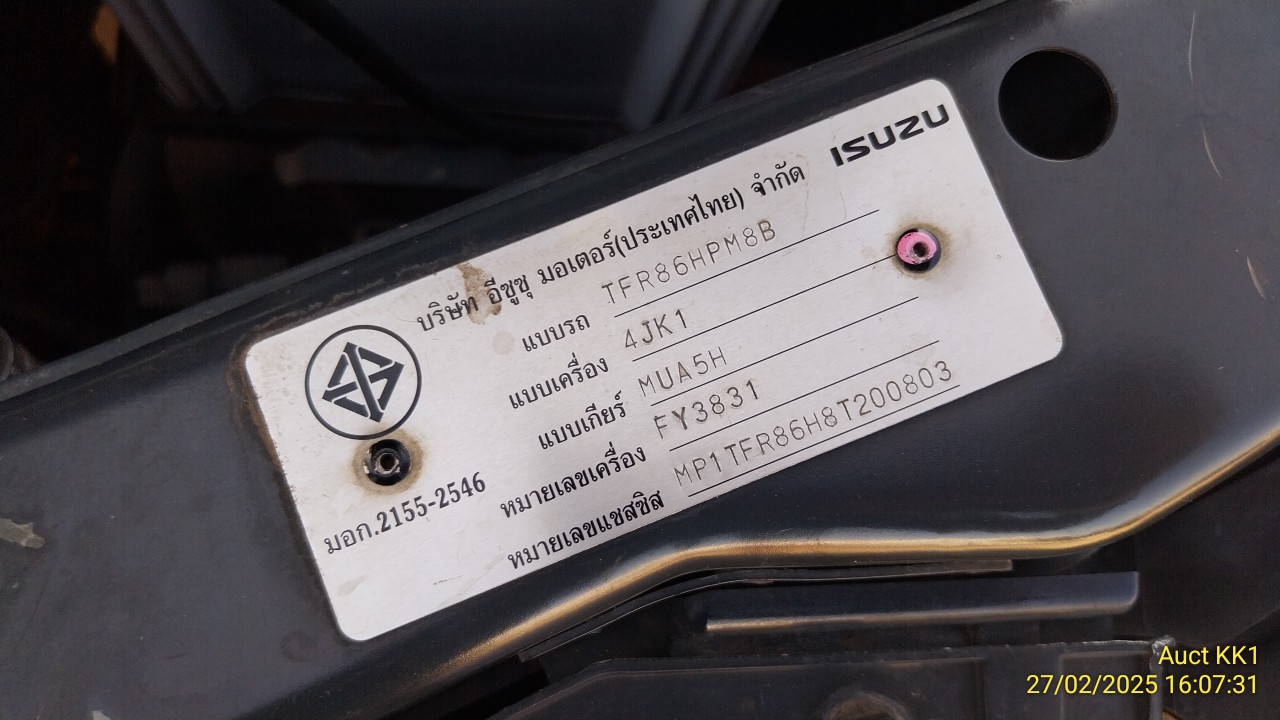 ISUZU
บริษัท อีซูซุ มอเตอร์(ประเทศไทย) จำกัด
แบบรถ TFR86HPM8B
แบบเครื่อง 4JK1
แบบเกียร์ MUA5H
หมายเลขเครื่อง FY3831
หมายเลขแชสซิส MP1TFR86H8T200803
มอก.2155-2546
Auct KK1
27/02/2025 16:07:31